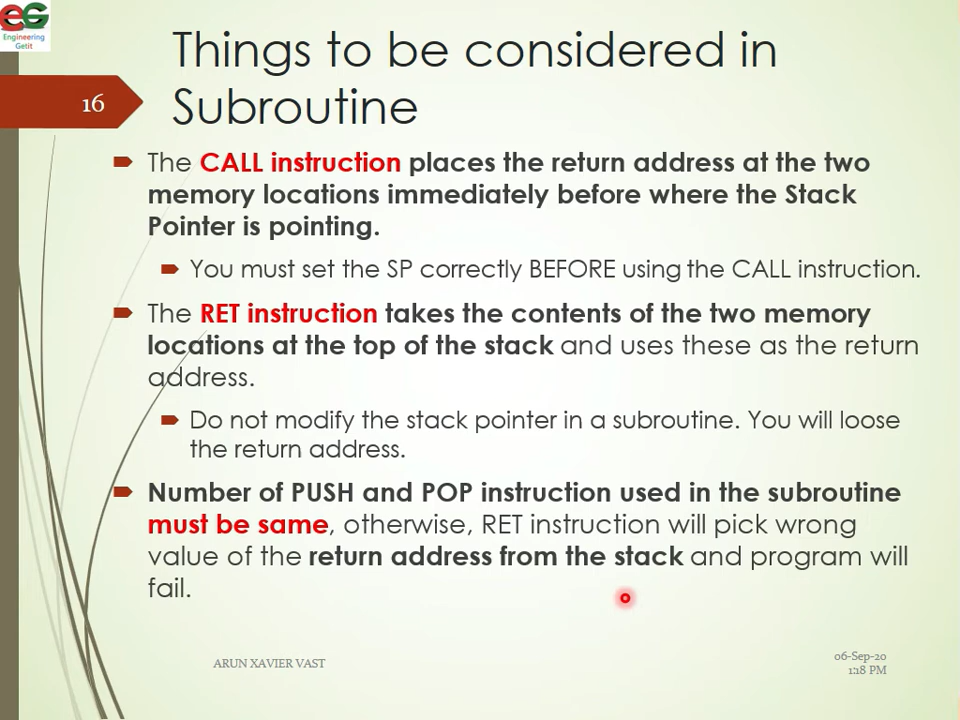 EG
Engineering
Getit
Things to be considered in
Subroutine
16
The CALL instruction places the return address at the two
memory locations immediately before where the Stack
Pointer is pointing.
You must set the SP correctly BEFORE using the CALL instruction.
The RET instruction takes the contents of the two memory
locations at the top of the stack and uses these as the return
address.
Do not modify the stack pointer in a subroutine. You will loose
the return address.
Number of PUSH and POP instruction used in the subroutine
must be same, otherwise, RET instruction will pick wrong
value of the return address from the stack and program will
fail.
ARUN XAVIER VAST
06-Sep-20
1:18 PM